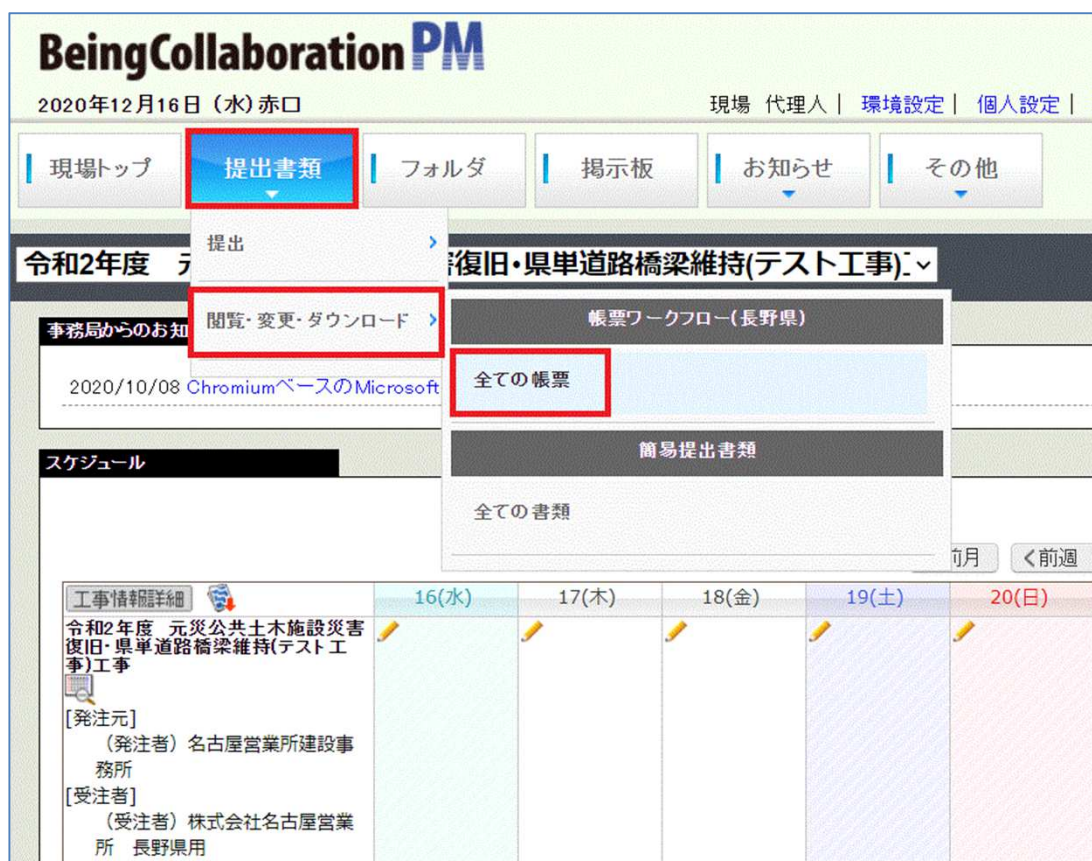 BeingCollaboration PM
2020年12月16日（水）赤口
現場 代理人│ 環境設定│ 個人設定│
現場トップ
提出書類
フォルダ
掲示板
お知らせ
その他
提出
令和2年度
復旧・県単道路橋梁維持(テスト工事)
閲覧・変更・ダウンロード
帳票ワークフロー(長野県)
事務局からのお知
全ての帳票
2020/10/08 ChromiumベースのMicrosoft
簡易提出書類
スケジュール
全ての書類
前月
く前週
工事情報詳細
16(水)
17(木)
18(金)
19(土)
20(日)
令和2年度 元災公共土木施設災害
復旧・県単道路橋梁維持(テスト工
事)工事
[発注元]
（発注者）名古屋営業所建設事
務所
[受注者]
（受注者）株式会社名古屋営業
所 長野県用